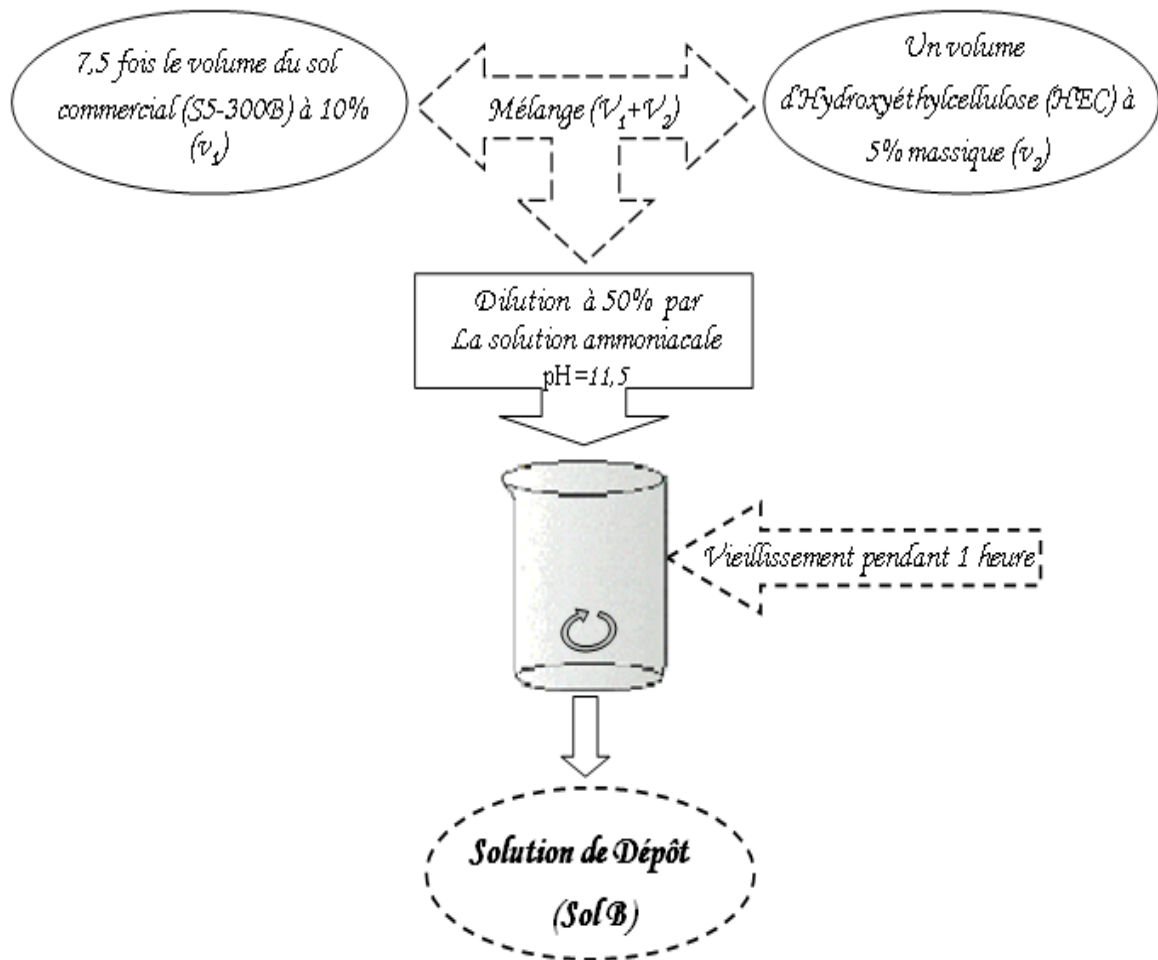 7,5 fois le volume du sol
commercial (S5-300B) à 10%
(v₁)
Mélange (V₁+V₂)
Un volume
d'Hydroxyéthylcellulose (HEC) à
5% massique (v₂)
Dilution à 50% par
La solution ammoniacale
pH=11,5
Vieillissement pendant 1 heure
Solution de Dépôt
(Sol B)